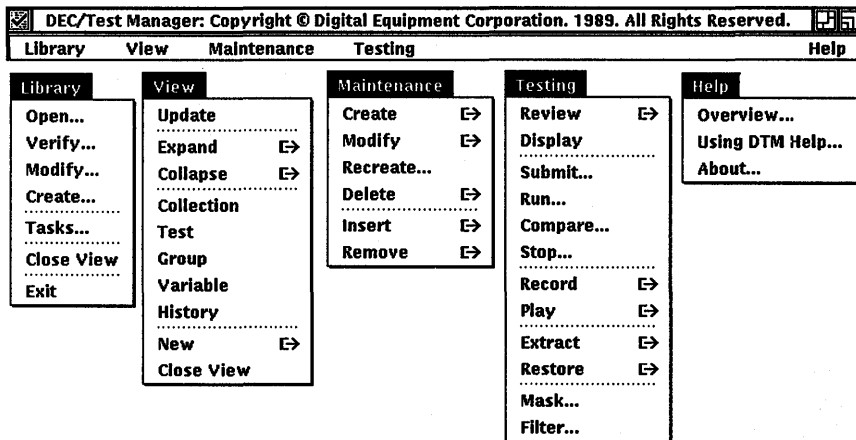 DEC/Test Manager: Copyright © Digital Equipment Corporation. 1989. All Rights Reserved.
Library View Maintenance Testing Help
Library
Open...
Verify...
Modify...
Create...
Tasks...
Close View
Exit
View
Update
Expand
Collapse
Collection
Test
Group
Variable
History
New
Close View
Maintenance
Create
Modify
Recreate...
Delete
Insert
Remove
Testing
Review
Display
Submit...
Run...
Compare...
Stop...
Record
Play
Extract
Restore
Mask...
Filter...
Help
Overview...
Using DTM Help...
About...